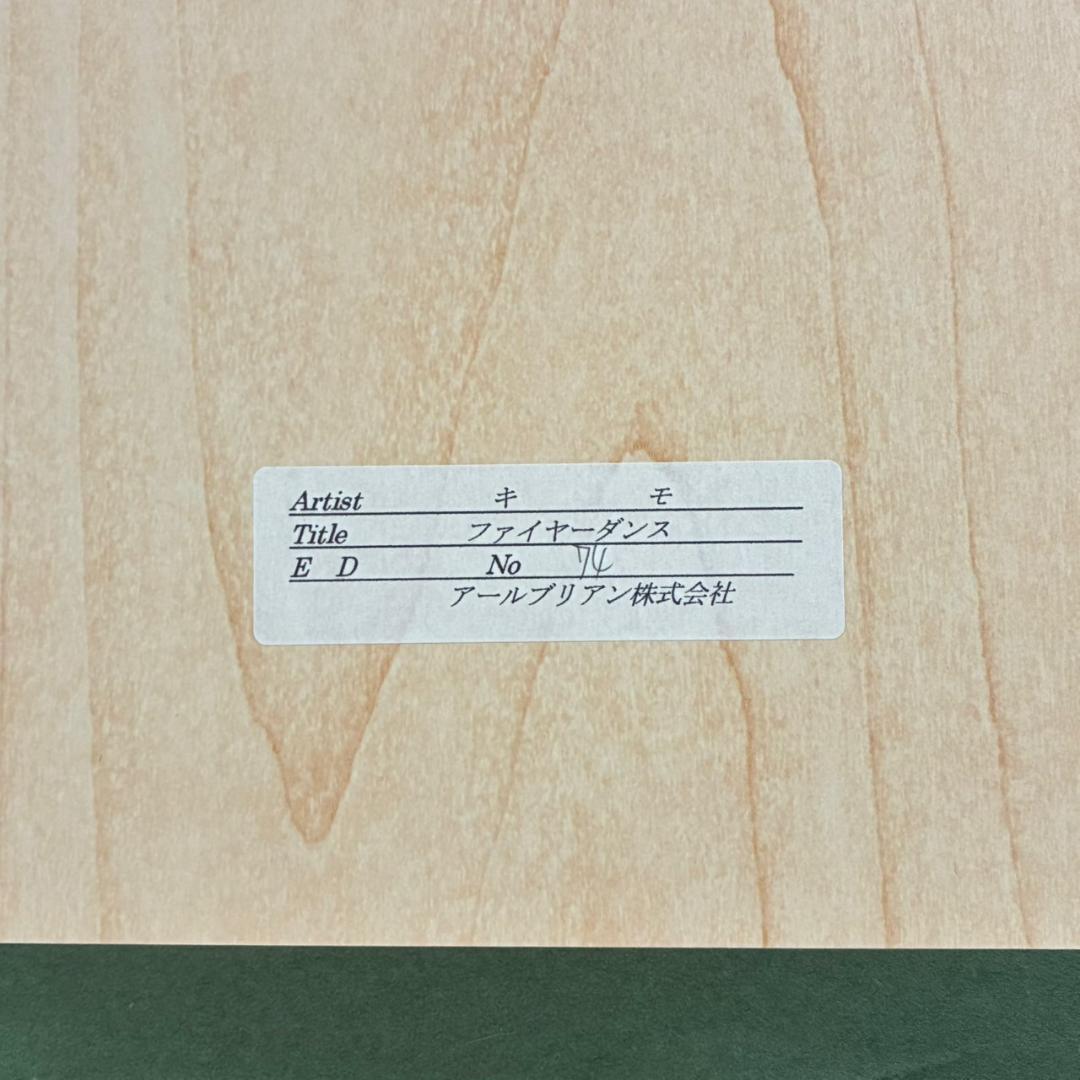 Artist キ モ
Title ファイヤーダンス
E D No 74
アールブリアン株式会社